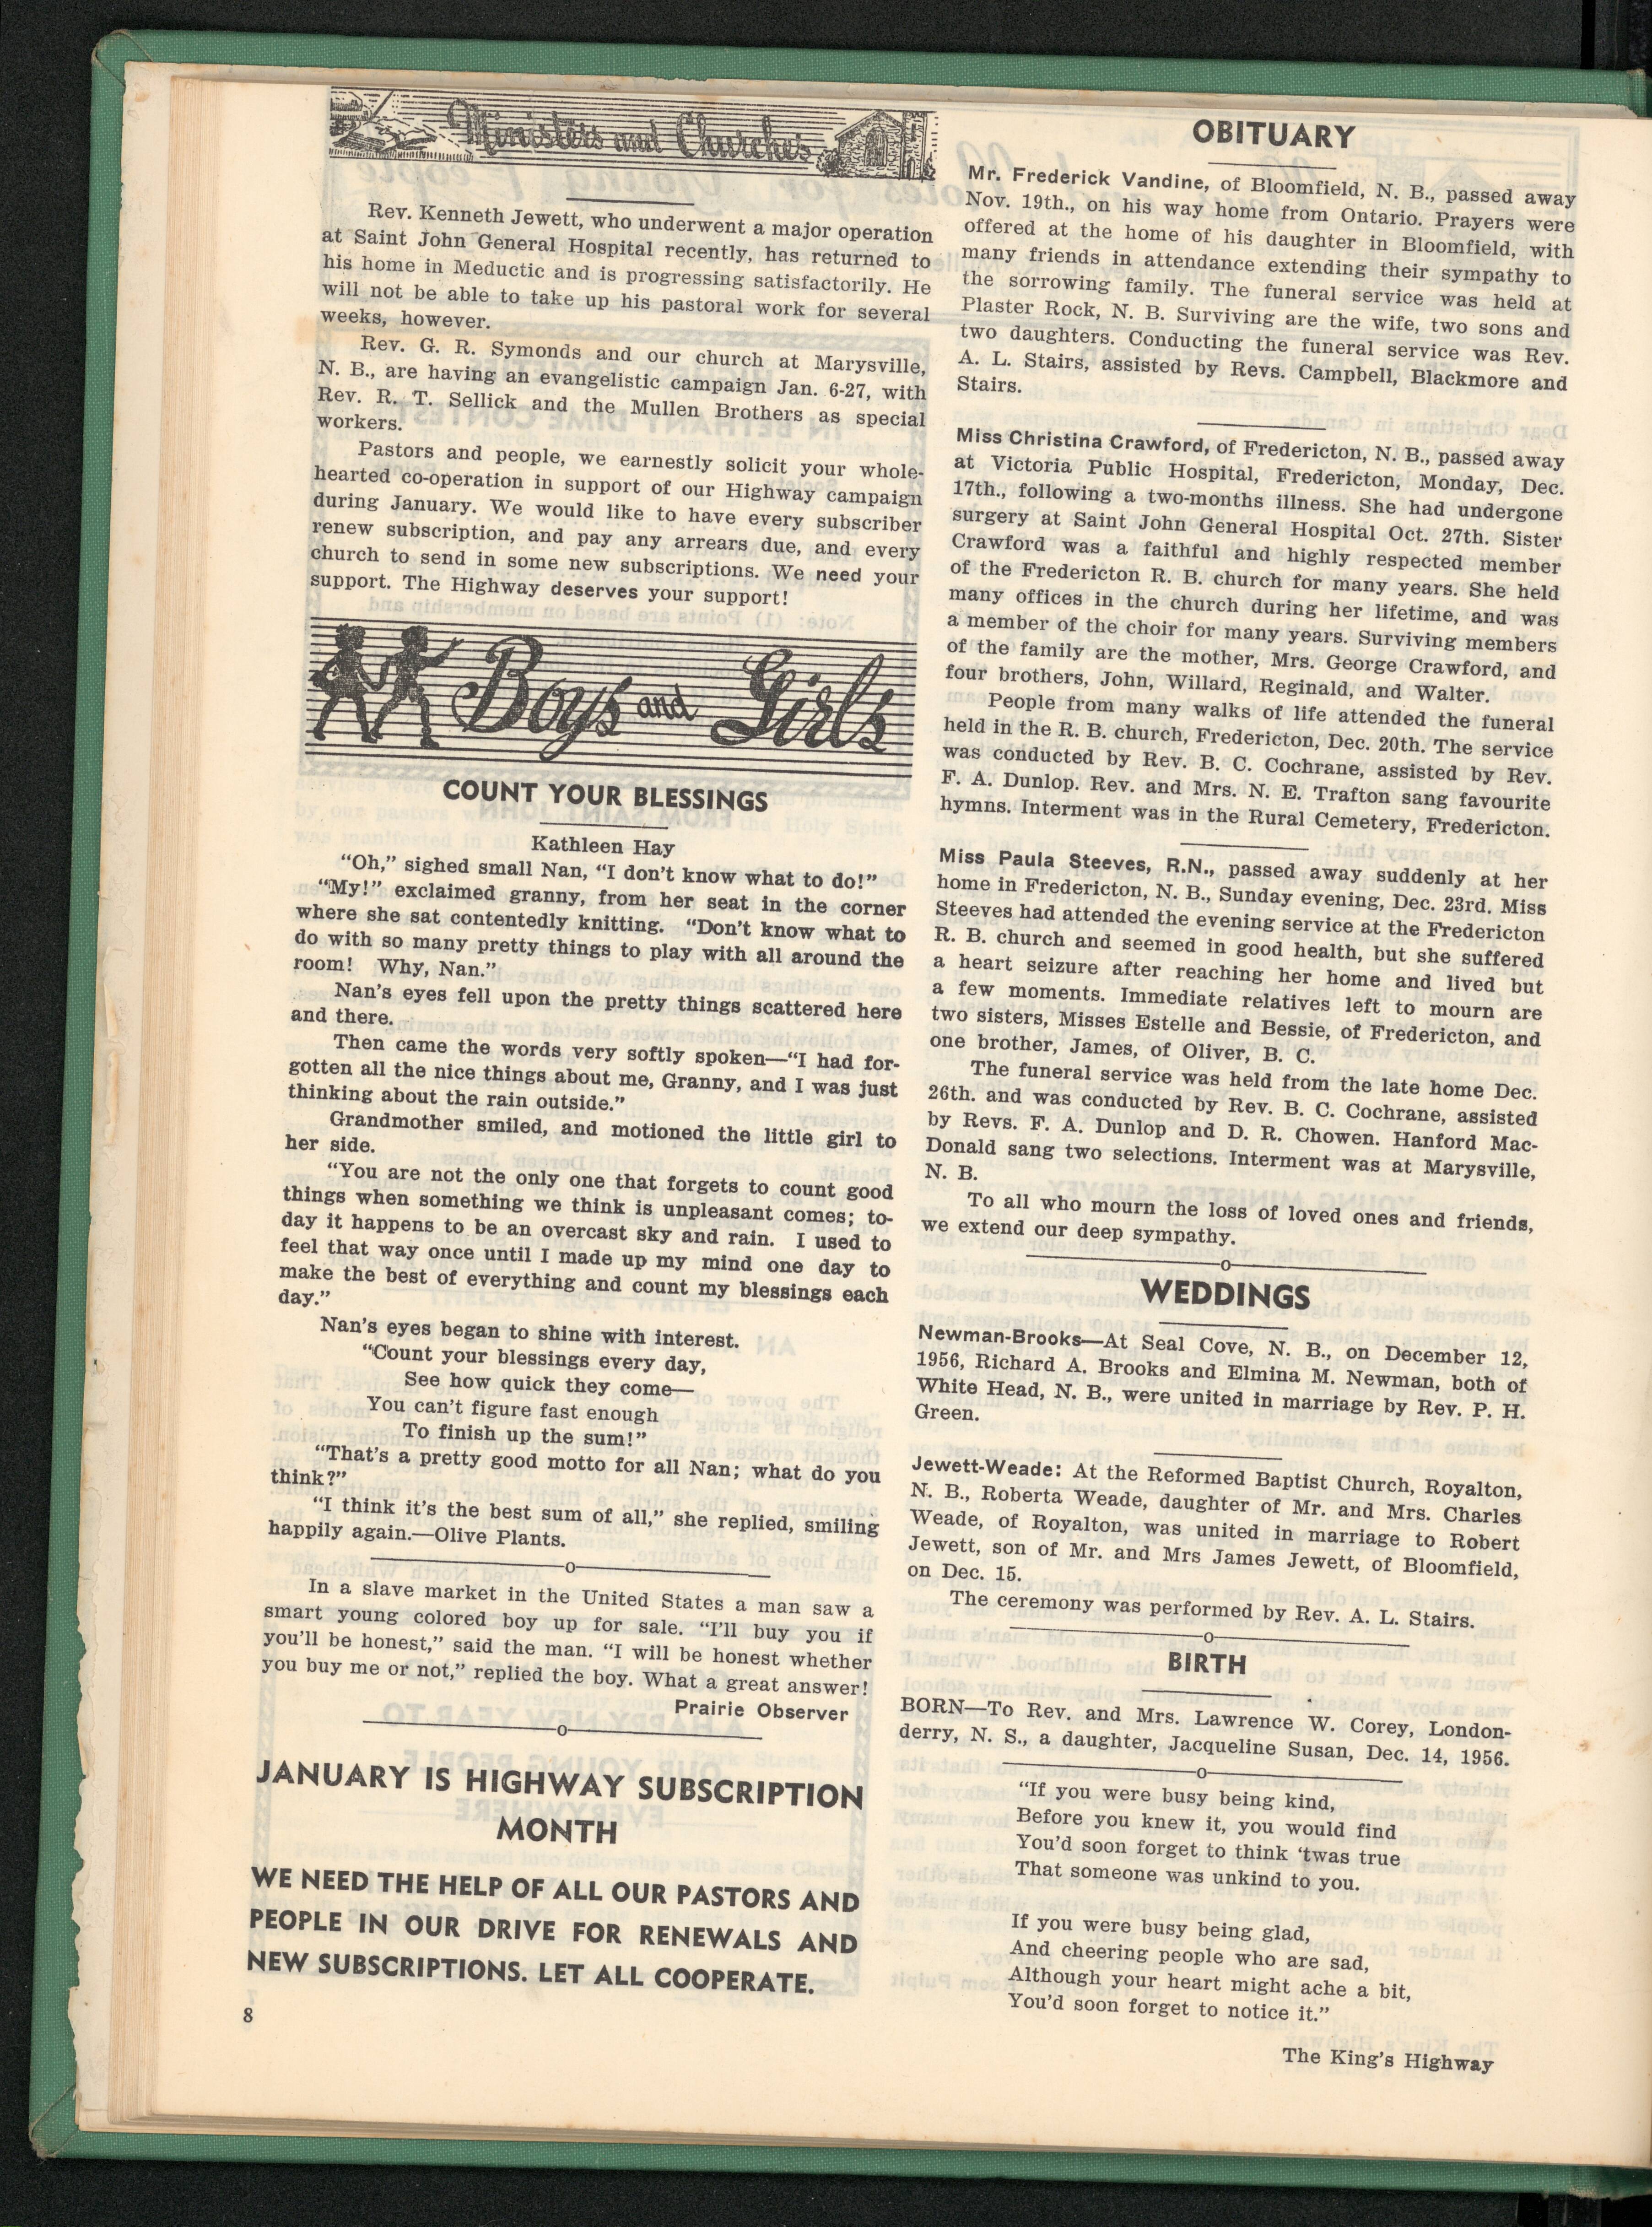 Ministers and Churches
Rev. Kenneth Jewett, who underwent a major operation
at Saint John General Hospital recently, has returned to
his home in Meductic and is progressing satisfactorily. He
will not be able to take up his pastoral work for several
weeks, however.
Rev. G. R. Symonds and our church at Marysville,
N. B., are having an evangelistic campaign Jan. 6-27, with
Rev. R. T. Sellick and the Mullen Brothers as special
workers.
Pastors and people, we earnestly solicit your whole-
hearted co-operation in support of our Highway campaign
during January. We would like to have every subscriber
renew subscription, and pay any arrears due, and every
church to send in some new subscriptions. We need your
support. The Highway deserves your support!
Boys and Girls
COUNT YOUR BLESSINGS
Kathleen Hay
“Oh,” sighed small Nan, “I don’t know what to do!”
“My!” exclaimed granny, from her seat in the corner
where she sat contentedly knitting. “Don’t know what to
do with so many pretty things to play with all around the
room! Why, Nan.”
Nan’s eyes fell upon the pretty things scattered here
and there.
Then came the words very softly spoken—“I had for-
gotten all the nice things about me, Granny, and I was just
thinking about the rain outside.”
Grandmother smiled, and motioned the little girl to
her side.
“You are not the only one that forgets to count good
things when something we think is unpleasant comes; to-
day it happens to be an overcast sky and rain. I used to
feel that way once until I made up my mind one day to
make the best of everything and count my blessings each
day.”
Nan’s eyes began to shine with interest.
“Count your blessings every day,
See how quick they come—
You can’t figure fast enough
To finish up the sum!”
“That’s a pretty good motto for all Nan; what do you
think?”
“I think it’s the best sum of all,” she replied, smiling
happily again.—Olive Plants.
o
In a slave market in the United States a man saw a
smart young colored boy up for sale. “I’ll buy you if
you’ll be honest,” said the man. “I will be honest whether
you buy me or not,” replied the boy. What a great answer!
Prairie Observer
o
JANUARY IS HIGHWAY SUBSCRIPTION
MONTH
WE NEED THE HELP OF ALL OUR PASTORS AND
PEOPLE IN OUR DRIVE FOR RENEWALS AND
NEW SUBSCRIPTIONS. LET ALL COOPERATE.
8
OBITUARY
Mr. Frederick Vandine, of Bloomfield, N. B., passed away
Nov. 19th., on his way home from Ontario. Prayers were
offered at the home of his daughter in Bloomfield, with
many friends in attendance extending their sympathy to
the sorrowing family. The funeral service was held at
Plaster Rock, N. B. Surviving are the wife, two sons and
two daughters. Conducting the funeral service was Rev.
A. L. Stairs, assisted by Revs. Campbell, Blackmore and
Stairs.
Miss Christina Crawford, of Fredericton, N. B., passed away
at Victoria Public Hospital, Fredericton, Monday, Dec.
17th., following a two-months illness. She had undergone
surgery at Saint John General Hospital Oct. 27th. Sister
Crawford was a faithful and highly respected member
of the Fredericton R. B. church for many years. She held
many offices in the church during her lifetime, and was
a member of the choir for many years. Surviving members
of the family are the mother, Mrs. George Crawford, and
four brothers, John, Willard, Reginald, and Walter.
People from many walks of life attended the funeral
held in the R. B. church, Fredericton, Dec. 20th. The service
was conducted by Rev. B. C. Cochrane, assisted by Rev.
F. A. Dunlop. Rev. and Mrs. N. E. Trafton sang favourite
hymns. Interment was in the Rural Cemetery, Fredericton.
Miss Paula Steeves, R.N., passed away suddenly at her
home in Fredericton, N. B., Sunday evening, Dec. 23rd. Miss
Steeves had attended the evening service at the Fredericton
R. B. church and seemed in good health, but she suffered
a heart seizure after reaching her home and lived but
a few moments. Immediate relatives left to mourn are
two sisters, Misses Estelle and Bessie, of Fredericton, and
one brother, James, of Oliver, B. C.
The funeral service was held from the late home Dec.
26th. and was conducted by Rev. B. C. Cochrane, assisted
by Revs. F. A. Dunlop and D. R. Chowen. Hanford Mac-
Donald sang two selections. Interment was at Marysville,
N. B.
To all who mourn the loss of loved ones and friends,
we extend our deep sympathy.
o
WEDDINGS
Newman-Brooks—At Seal Cove, N. B., on December 12,
1956, Richard A. Brooks and Elmina M. Newman, both of
White Head, N. B., were united in marriage by Rev. P. H.
Green.
Jewett-Weade: At the Reformed Baptist Church, Royalton,
N. B., Roberta Weade, daughter of Mr. and Mrs. Charles
Weade, of Royalton, was united in marriage to Robert
Jewett, son of Mr. and Mrs James Jewett, of Bloomfield,
on Dec. 15.
The ceremony was performed by Rev. A. L. Stairs.
o
BIRTH
BORN—To Rev. and Mrs. Lawrence W. Corey, London-
derry, N. S., a daughter, Jacqueline Susan, Dec. 14, 1956.
o
“If you were busy being kind,
Before you knew it, you would find
You’d soon forget to think ‘twas true
That someone was unkind to you.
If you were busy being glad,
And cheering people who are sad,
Although your heart might ache a bit,
You’d soon forget to notice it.”
The King’s Highway